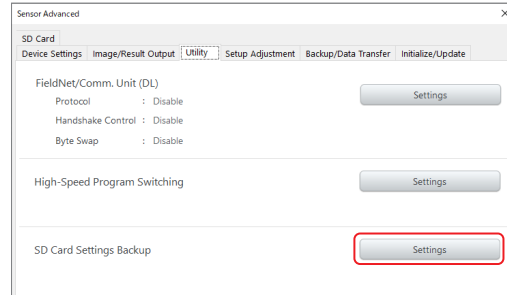 Sensor Advanced
SD Card
Device Settings Image/Result Output Utility Setup Adjustment Backup/Data Transfer Initialize/Update
FieldNet/Comm. Unit (DL)
Settings
Protocol : Disable
Handshake Control : Disable
Byte Swap : Disable
High-Speed Program Switching Settings
SD Card Settings Backup Settings